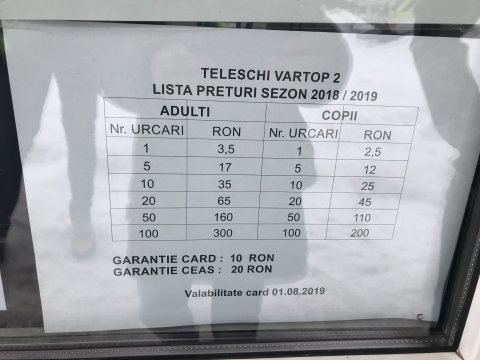 TELESCHI VARTOP 2
LISTA PRETURI SEZON 2018 / 2019
ADULTI COPII
Nr. URCARI RON Nr. URCARI RON
1 3,5 1 2,5
5 17 5 12
10 35 10 25
20 65 20 45
50 160 50 110
100 300 100 200
GARANTIE CARD : 10 RON
GARANTIE CEAS : 20 RON
Valabilitate card 01.08.2019